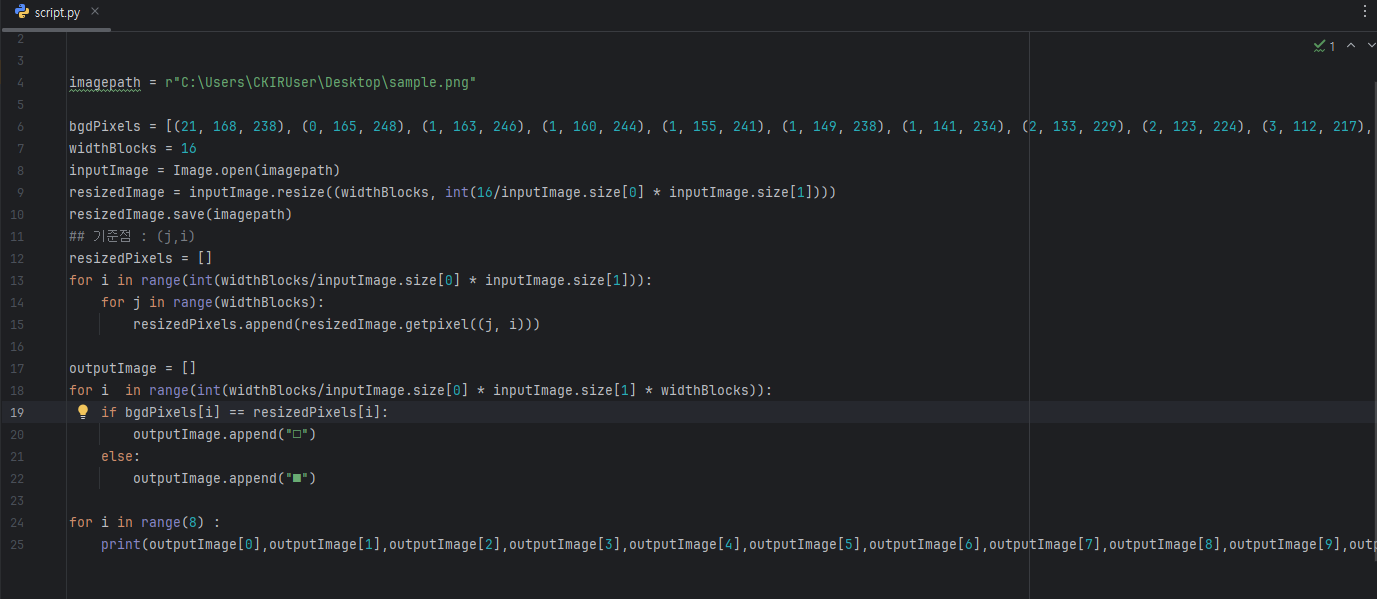 script.py
1
2
3
4 imagepath = r"C:\Users\CKIRUser\Desktop\sample.png"
5
6 bgdPixels = [(21, 168, 238), (0, 165, 248), (1, 163, 246), (1, 160, 244), (1, 155, 241), (1, 149, 238), (1, 141, 234), (2, 133, 229), (2, 123, 224), (3, 112, 217),
7 widthBlocks = 16
8 inputImage = Image.open(imagepath)
9 resizedImage = inputImage.resize((widthBlocks, int(16/inputImage.size[0] * inputImage.size[1])))
10 resizedImage.save(imagepath)
11 ## 기준점 : (j,i)
12 resizedPixels = []
13 for i in range(int(widthBlocks/inputImage.size[0] * inputImage.size[1])):
14 for j in range(widthBlocks):
15 resizedPixels.append(resizedImage.getpixel((j, i)))
16
17 outputImage = []
18 for i  in range(int(widthBlocks/inputImage.size[0] * inputImage.size[1] * widthBlocks)):
19 if bgdPixels[i] == resizedPixels[i]:
20 outputImage.append("□")
21 else:
22 outputImage.append("■")
23
24 for i in range(8) :
25 print(outputImage[0],outputImage[1],outputImage[2],outputImage[3],outputImage[4],outputImage[5],outputImage[6],outputImage[7],outputImage[8],outputImage[9],outp